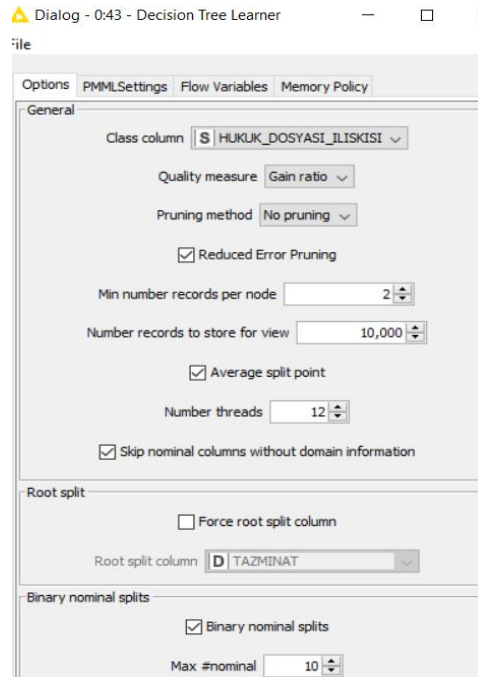 Dialog - 0:43 - Decision Tree Learner
File
Options PMMLSettings Flow Variables Memory Policy
General
Class column S HUKUK_DOSYASI_ILISKISI
Quality measure Gain ratio
Pruning method No pruning
Reduced Error Pruning
Min number records per node 2
Number records to store for view 10,000
Average split point
Number threads 12
Skip nominal columns without domain information
Root split
Force root split column
Root split column D TAZMINAT
Binary nominal splits
Binary nominal splits
Max #nominal 10